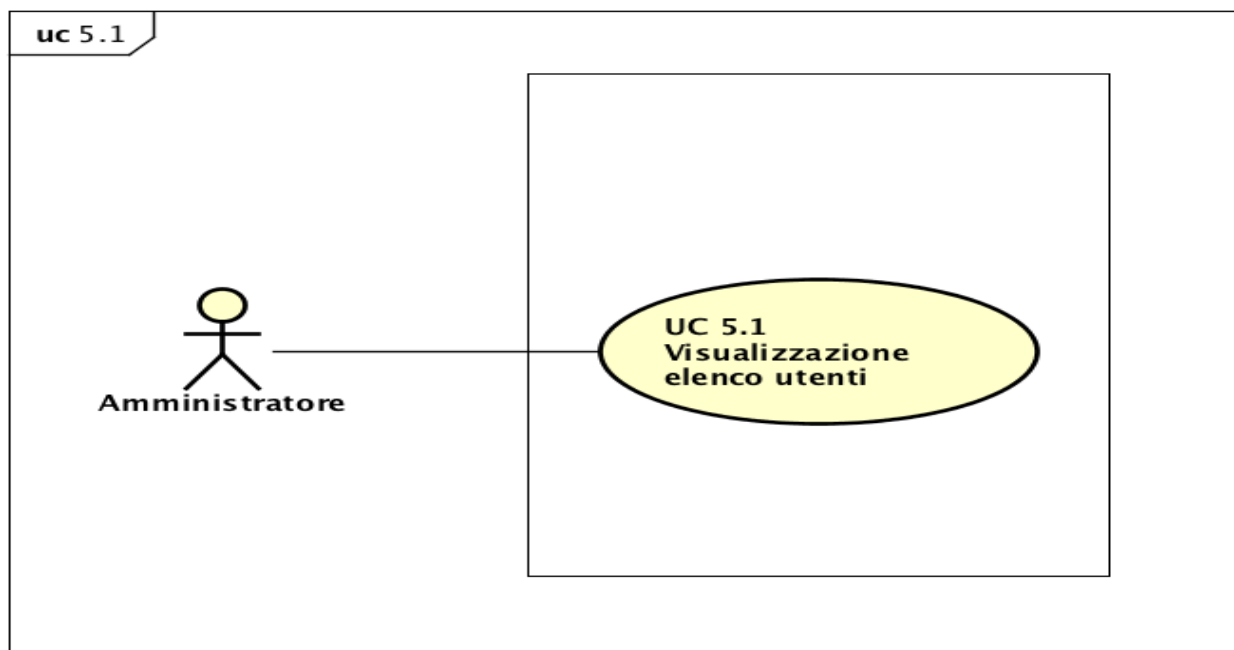 uc 5.1
UC 5.1
Visualizzazione
elenco utenti
Amministratore